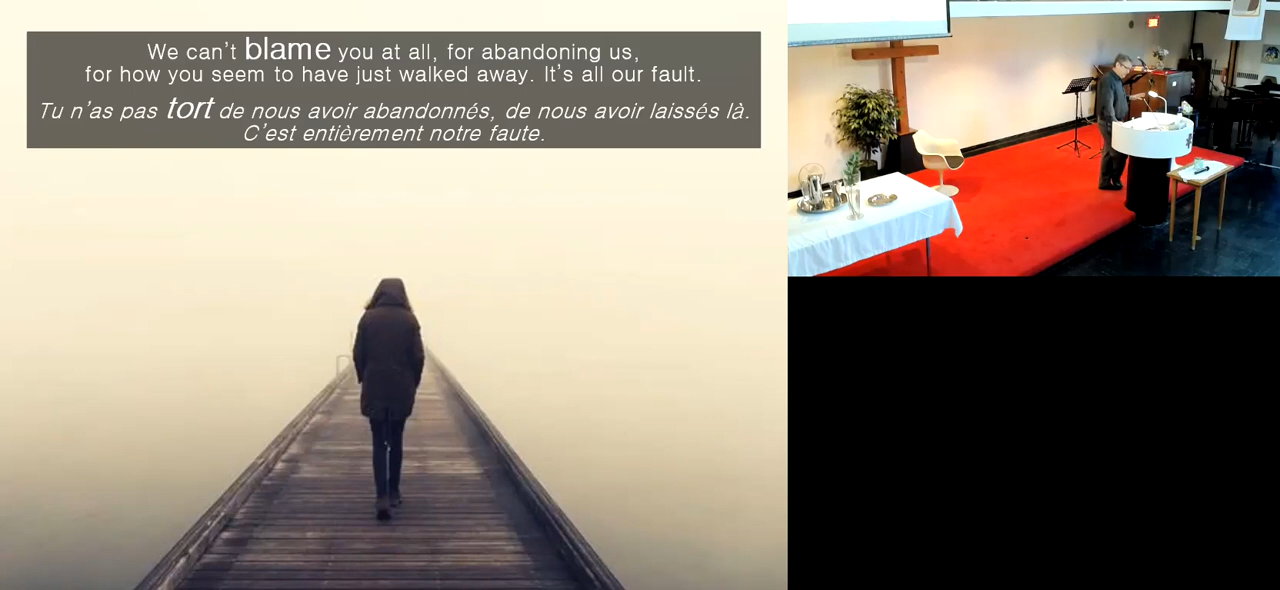 We can't blame you at all, for abandoning us,
for how you seem to have just walked away. It's all our fault.
Tu n'as pas tort de nous avoir abandonnés, de nous avoir laissés là.
C'est entièrement notre faute.